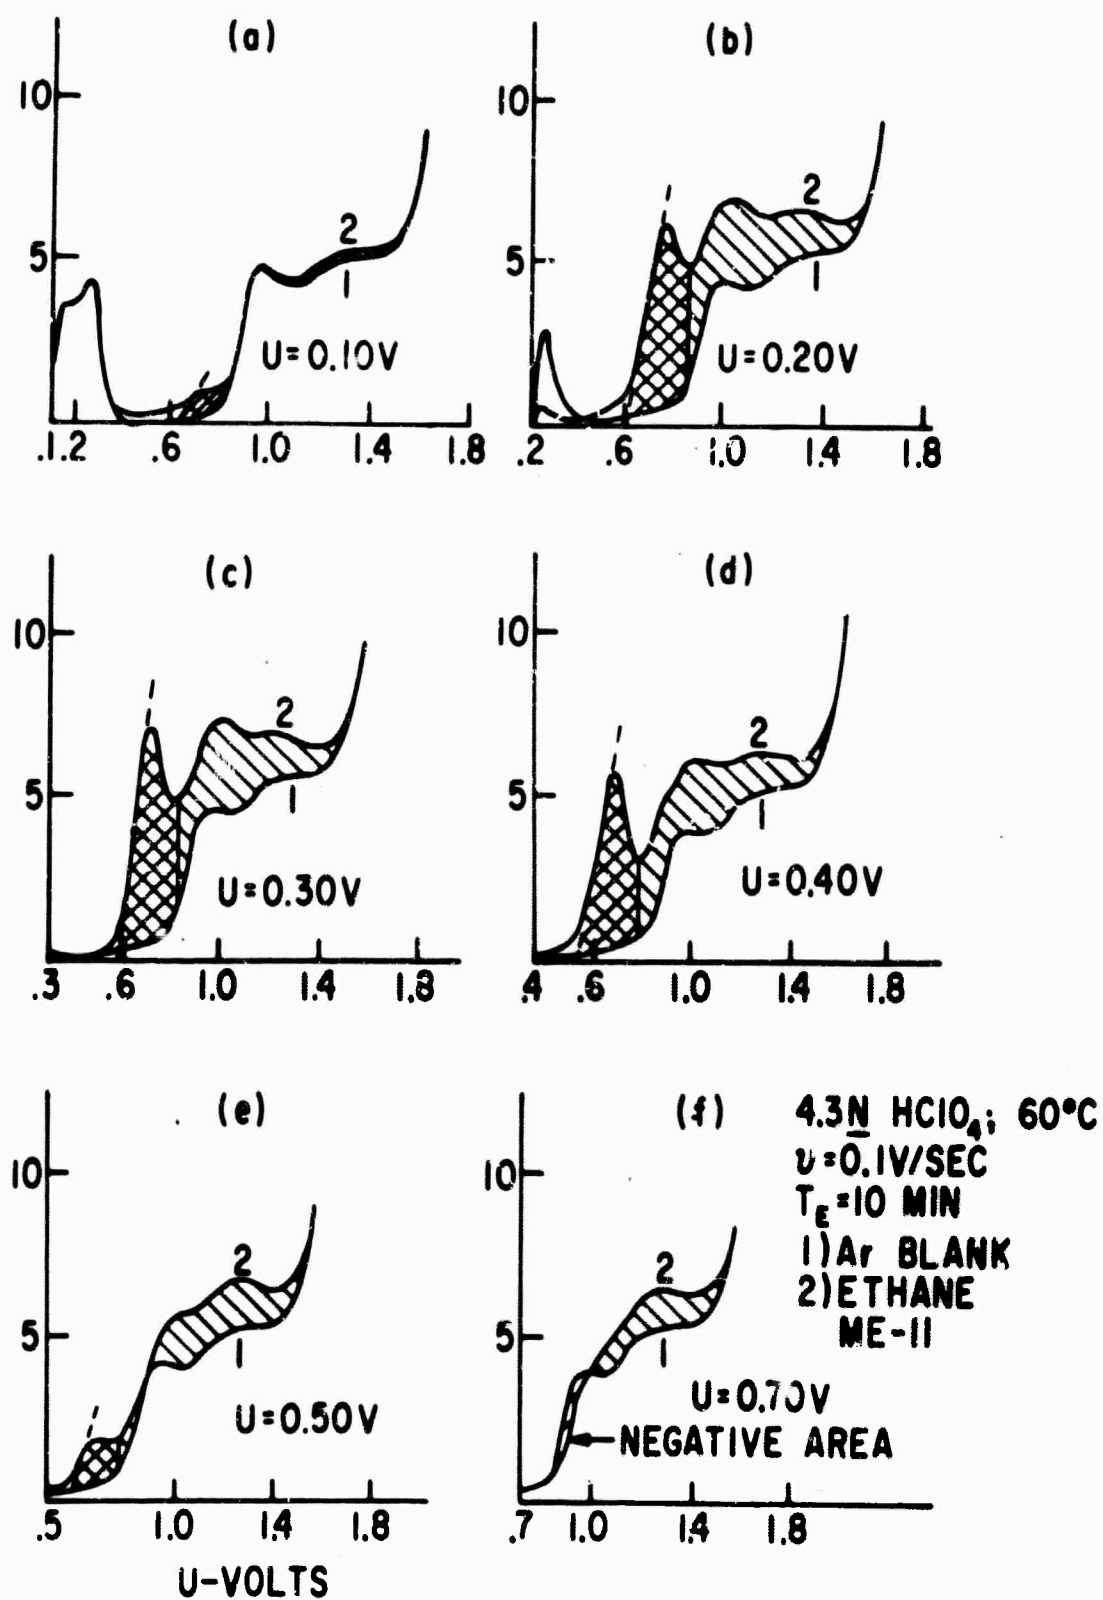 (a)
10
5
2
1
U=0.10V
.1 .2 .6 1.0 1.4 1.8
(b)
10
5
2
1
U=0.20V
.2 .6 1.0 1.4 1.8
(c)
10
5
2
1
U=0.30V
.3 .6 1.0 1.4 1.8
(d)
10
5
2
1
U=0.40V
.4 .6 1.0 1.4 1.8
(e)
10
5
2
1
U=0.50V
.5 1.0 1.4 1.8
U-VOLTS
(f)
10
5
2
1
U=0.70V
NEGATIVE AREA
.7 1.0 1.4 1.8
4.3N HClO₄; 60°C
υ=0.1V/SEC
T_E=10 MIN
1) Ar BLANK
2) ETHANE
ME-11